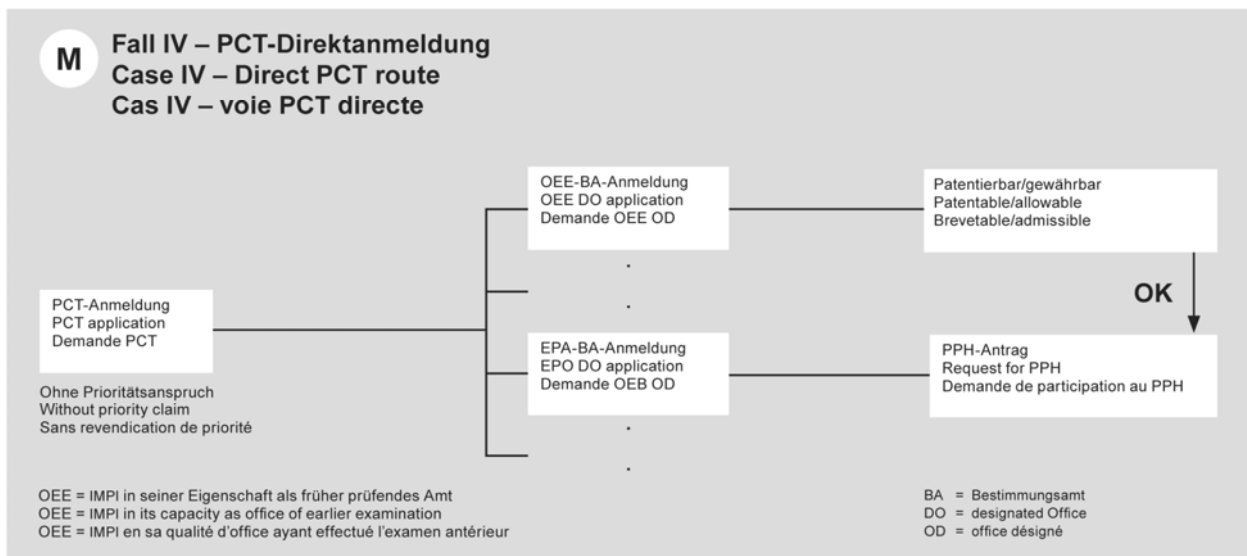 M
Fall IV – PCT-Direktanmeldung
Case IV – Direct PCT route
Cas IV – voie PCT directe
OEE-BA-Anmeldung
OEE DO application
Demande OEE OD
Patentierbar/gewährbar
Patentable/allowable
Brevetable/admissible
OK
PCT-Anmeldung
PCT application
Demande PCT
Ohne Prioritätsanspruch
Without priority claim
Sans revendication de priorité
EPA-BA-Anmeldung
EPO DO application
Demande OEB OD
PPH-Antrag
Request for PPH
Demande de participation au PPH
OEE = IMPI in seiner Eigenschaft als früher prüfendes Amt
OEE = IMPI in its capacity as office of earlier examination
OEE = IMPI en sa qualité d'office ayant effectué l'examen antérieur
BA = Bestimmungsamt
DO = designated Office
OD = office désigné